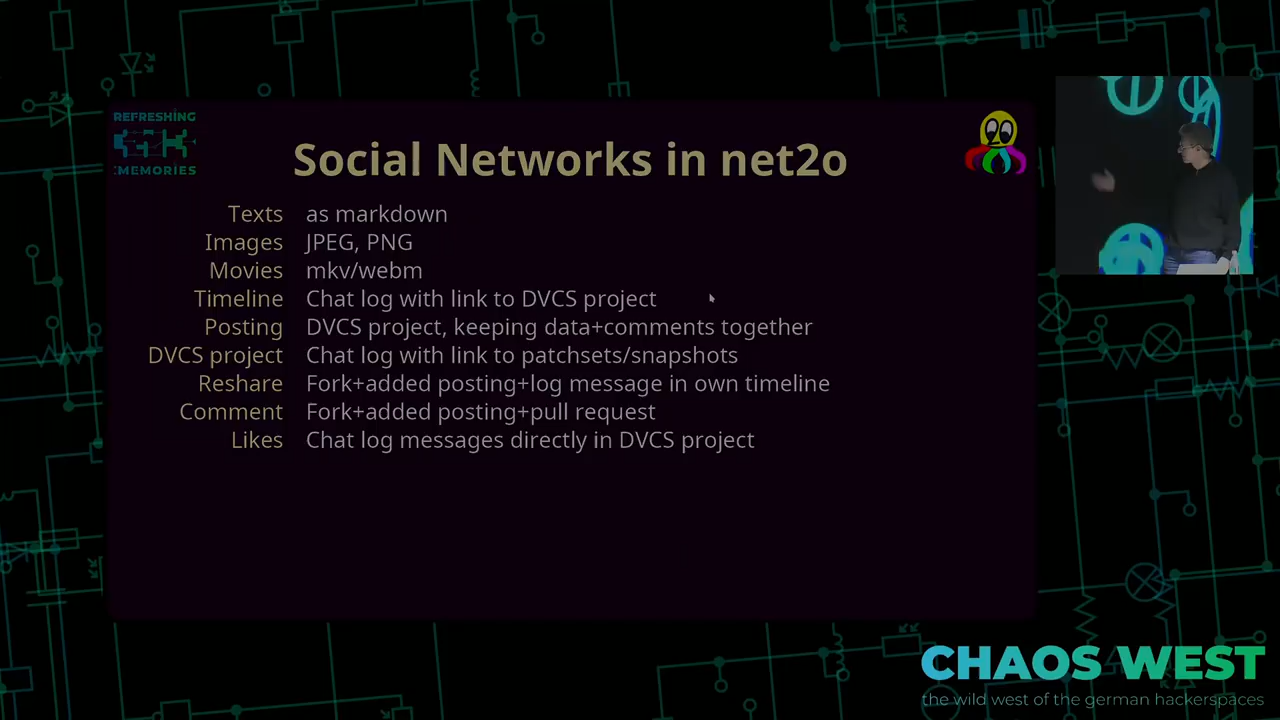 REFRESHING
MEMORIES
Social Networks in net2o
Texts as markdown
Images JPEG, PNG
Movies mkv/webm
Timeline Chat log with link to DVCS project
Posting DVCS project, keeping data+comments together
DVCS project Chat log with link to patchsets/snapshots
Reshare Fork+added posting+log message in own timeline
Comment Fork+added posting+pull request
Likes Chat log messages directly in DVCS project
CHAOS WEST
the wild west of the german hackerspaces